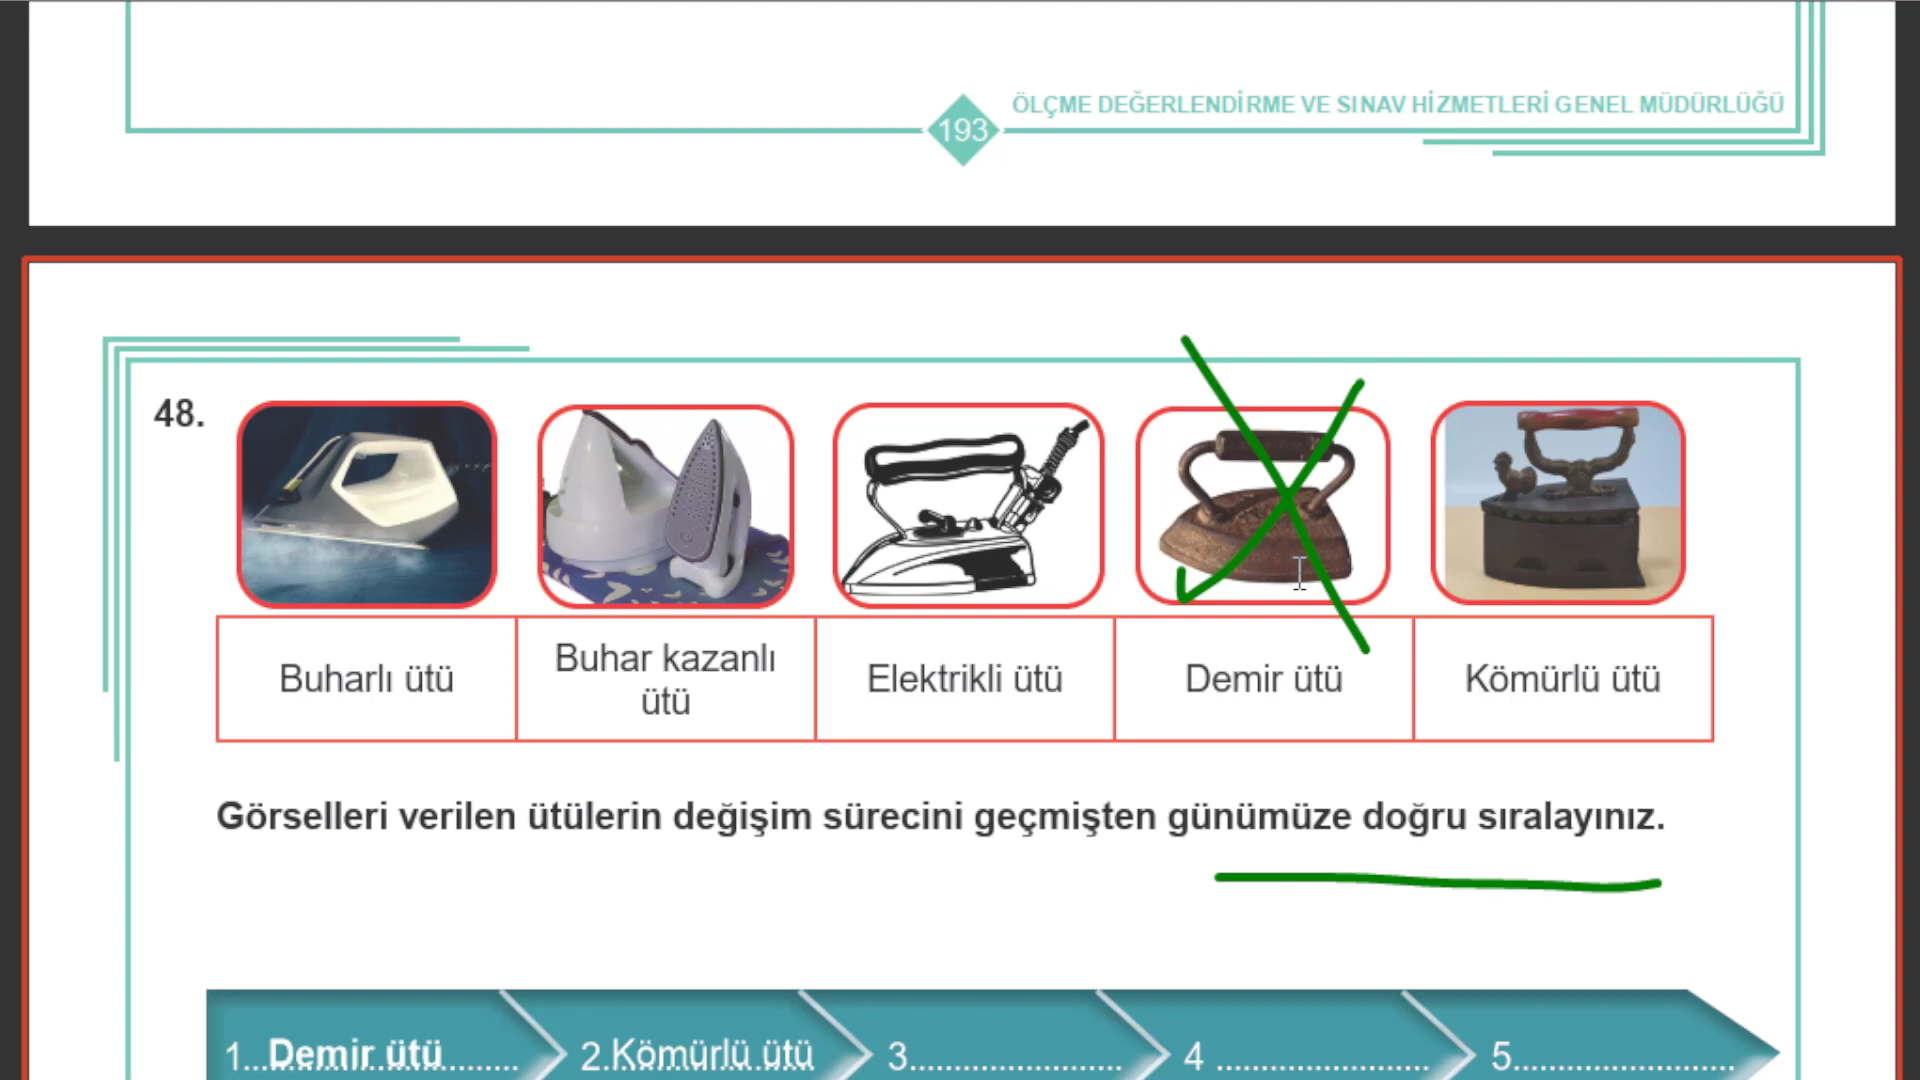 ÖLÇME DEĞERLENDİRME VE SINAV HİZMETLERİ GENEL MÜDÜRLÜĞÜ
193
48.
Buharlı ütü
Buhar kazanlı
ütü
Elektrikli ütü
Demir ütü
Kömürlü ütü
Görselleri verilen ütülerin değişim sürecini geçmişten günümüze doğru sıralayınız.
1...Demir ütü........
2.Kömürlü ütü
3.......................
4 .......................
5.......................